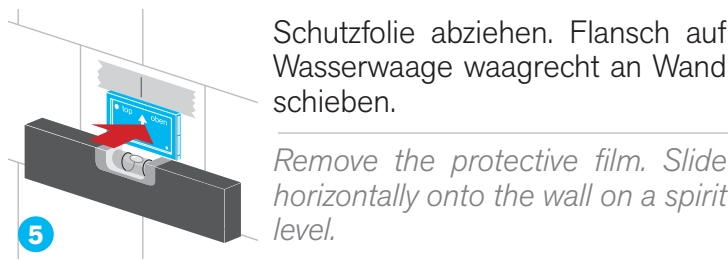 top oben
5
Schutzfolie abziehen. Flansch auf
Wasserwaage waagrecht an Wand
schieben.
Remove the protective film. Slide
horizontally onto the wall on a spirit
level.